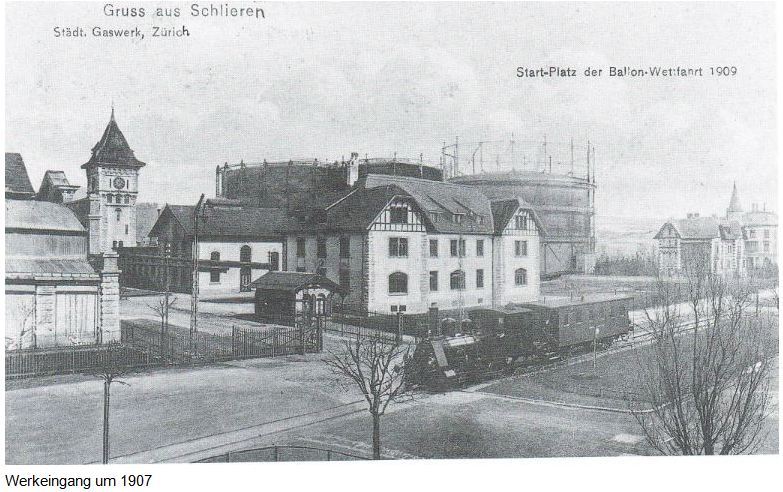 Gruss aus Schlieren
Städt. Gaswerk, Zürich
Start-Platz der Ballon-Wettfahrt 1909
Werkeingang um 1907